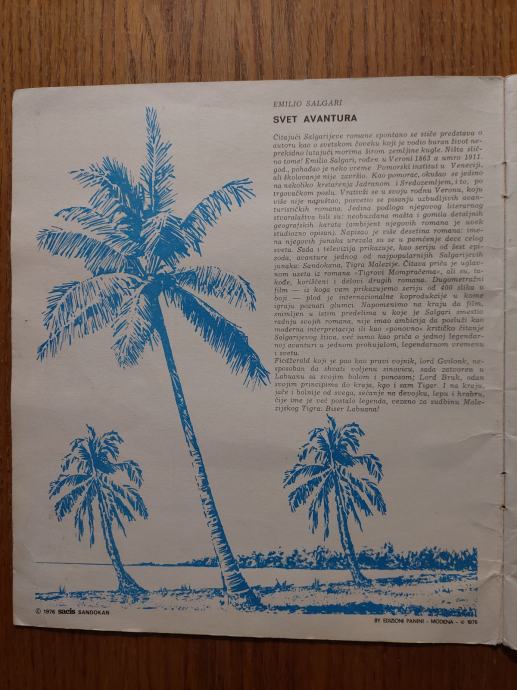 EMILIO SALGARI
SVET AVANTURA
Čitajući Salgarijeve romane spontano se stiče predstava o
autoru kao o svetskom čoveku koji je vodio buran život ne-
prekidno lutajući morima širom zemljine kugle. Ništa slič-
no tome! Emilio Salgari, rođen u Veroni 1863 a umro 1911.
god., pohađao je neko vreme Pomorski institut u Veneciji,
ali školovanje nije završio. Kao pomorac, okušao se jedino
na nekoliko krstarenja Jadranom i Sredozemljem, i to, po
trgovačkom poslu. Vrativši se u svoju rodnu Veronu, koju
više nije napuštao, posvetio se pisanju uzbudljivih avan-
turističkih romana. Jedina podloga njegovog literarnog
stvaralaštva bili su: neobuzdana mašta i gomila detaljnih
geografskih karata (ambijent njegovih romana je uvek
studiozno opisan). Napisao je više desetina romana: ime-
na njegovih junaka urezala su se u pamćenje dece celog
sveta. Sada i televizija prikazuje, kao seriju od šest epi-
zoda, avanture jednog od najpopularnijih Salgarijevih
junaka: Sandokana, Tigra Malezije. Čitava priča je uglav-
nom uzeta iz romana »Tigrovi Mompračema«, ali su, ta-
kođe, korišćeni i delovi drugih romana. Dugometražni
film — iz koga vam prikazujemo seriju od 400 slika u
boji — plod je internacionalne koprodukcije u kome
igraju poznati glumci. Napomenimo na kraju da film,
snimljen u istim predelima u koje je Salgari smestio
radnju svojih romana, nije imao ambicija da posluži kao
moderna interpretacija ili kao »ponovno« kritičko čitanje
Salgarijevog živa, već samo kao priča o jednoj legendar-
noj avanturi u jednom prohujalom, legendarnom vremenu
i svetu.
Ficdžerald koji je pao kao pravi vojnik, lord Gvilonk, ne-
sposoban da shvati voljenu sinovicu, sada zatvoren u
Labuanu sa svojim bolom i ponosom; Lord Bruk, odan
svojim principima do kraja, kao i sam Tigar. I na kraju,
jače i bolnije od svega, sećanje na devojku, lepu i hrabru,
čije ime je već postalo legenda, vezano za sudbinu Male-
zijskog Tigra: Biser Labuana!
© 1976 sacis SANDOKAN
BY EDIZIONI PANINI - MODENA - © 1976